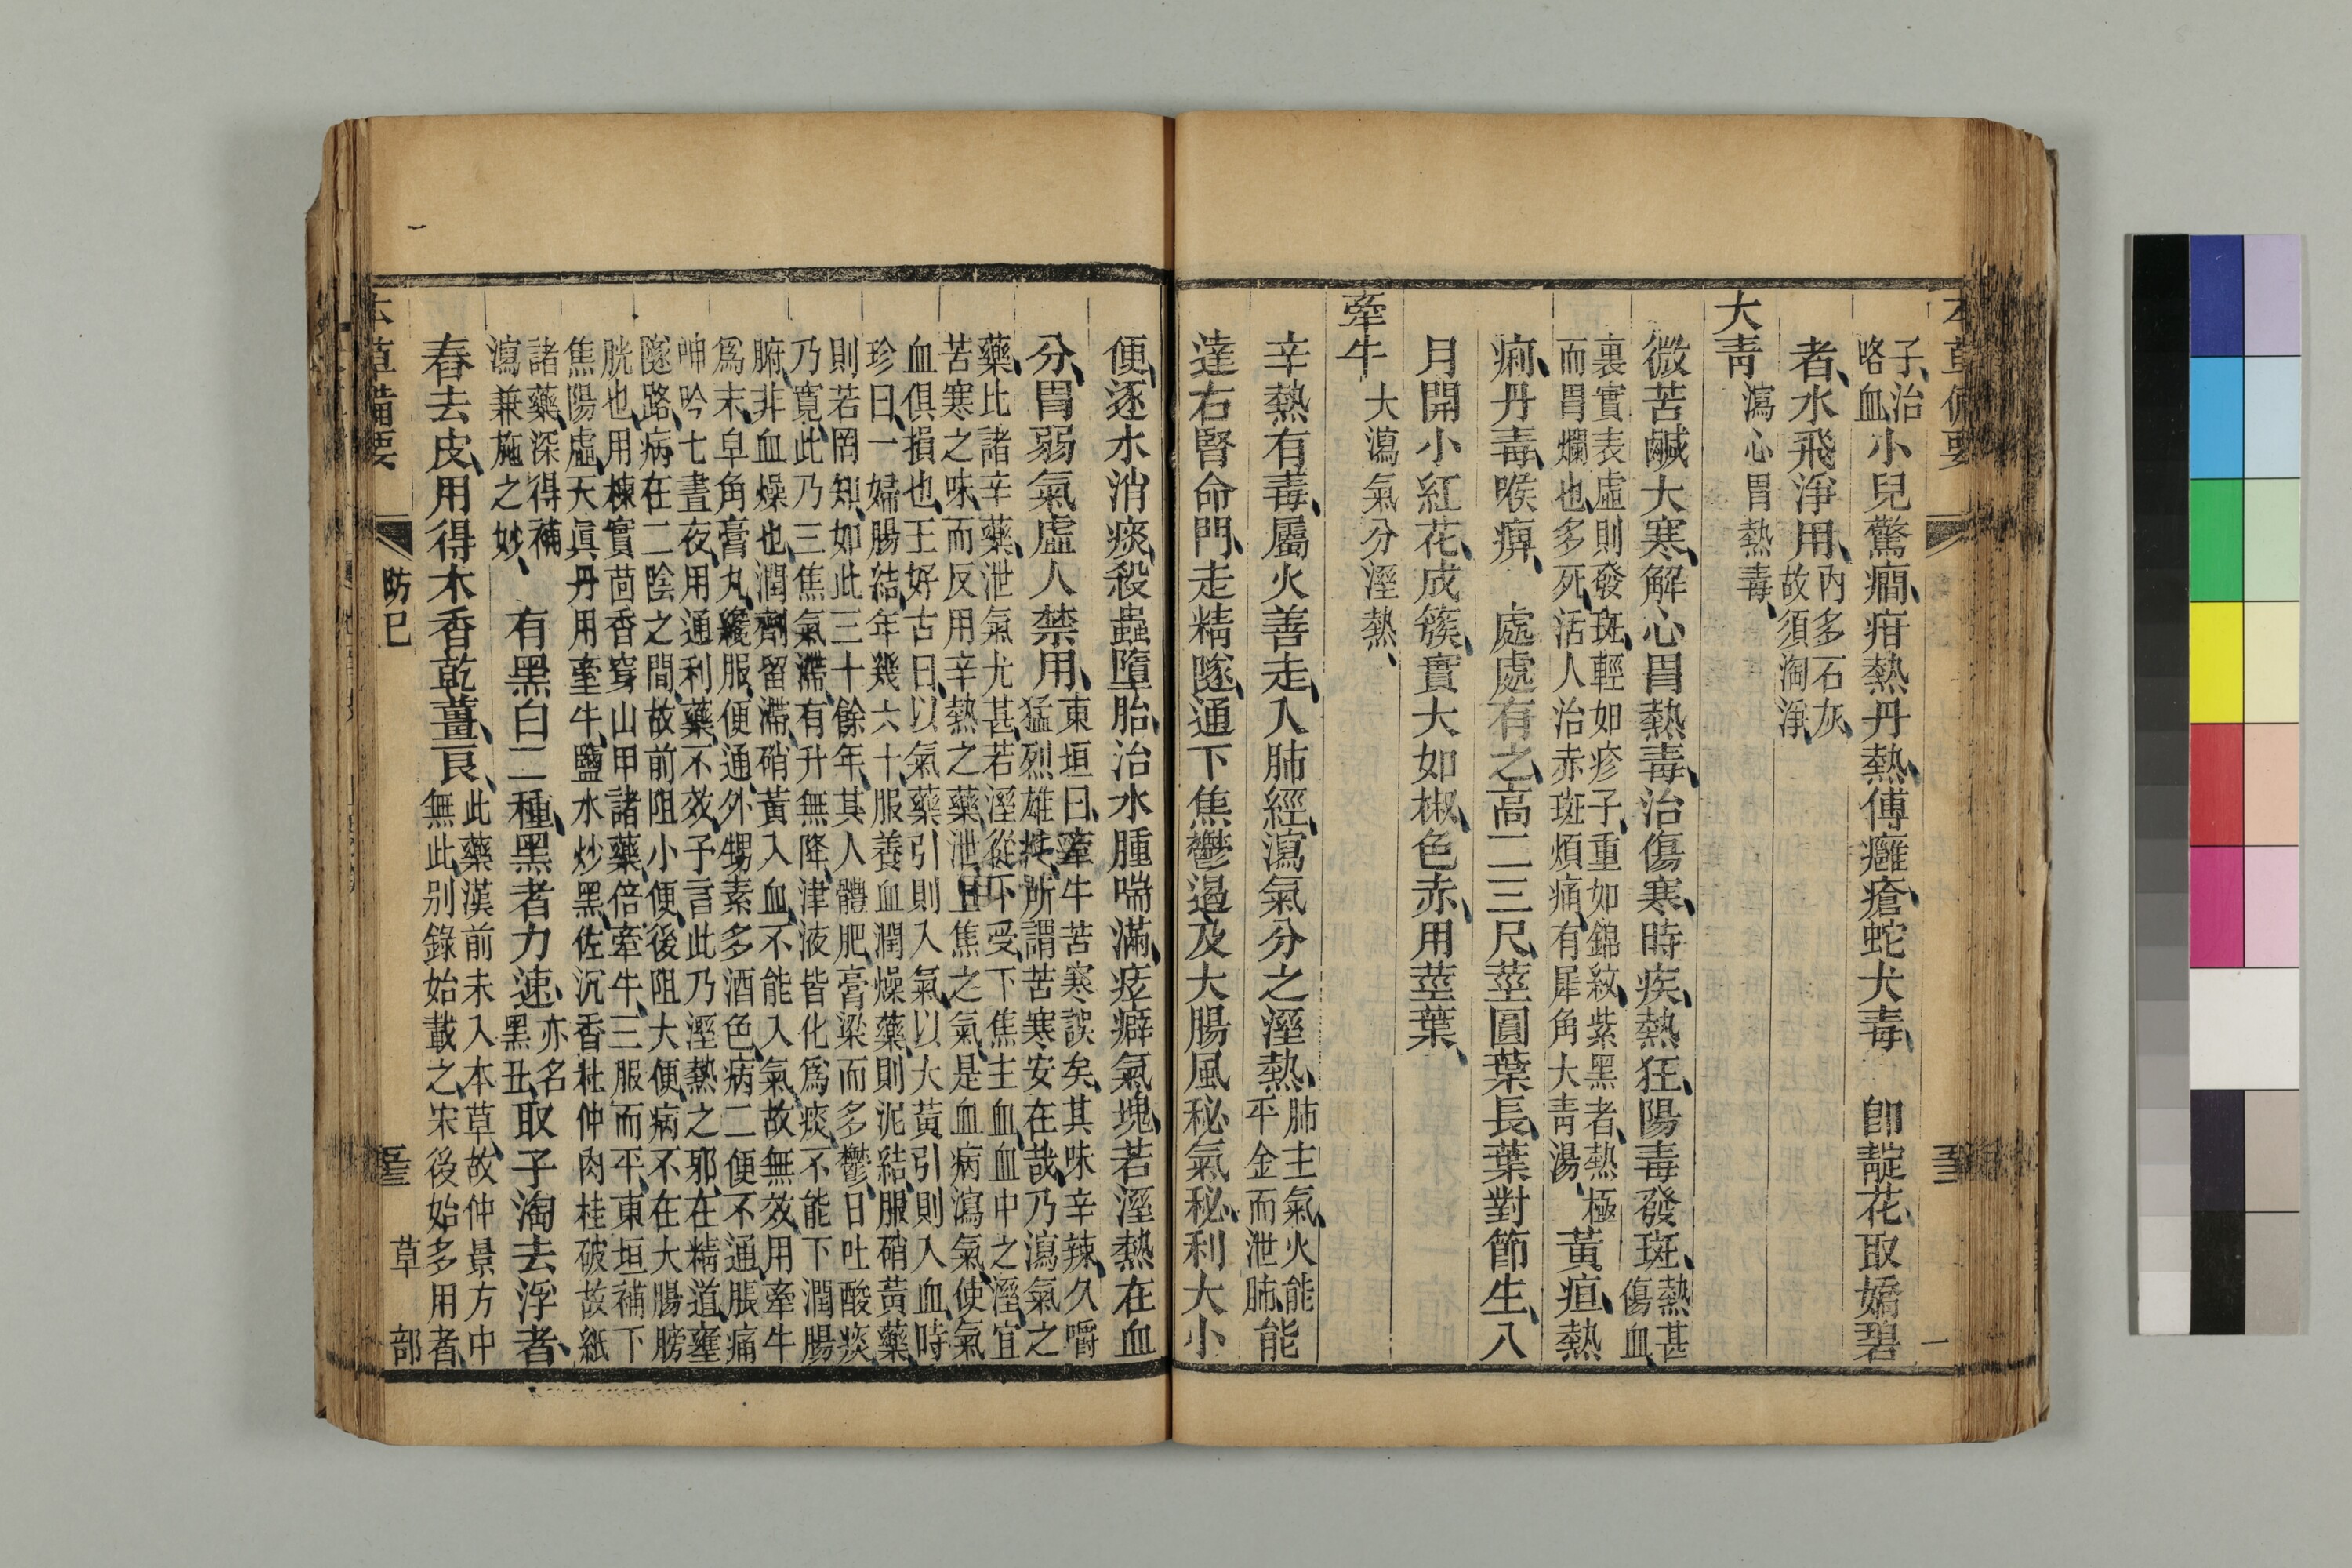 本草備要
子治
咯血
小兒驚癇疳熱丹熱傅癰瘡蛇犬毒 卽靛花取嬌碧
者水飛淨用
內多石灰
故須淘淨
大靑
瀉心胃熱毒
微苦鹹大寒解心胃熱毒治傷寒時疾熱狂陽毒發斑
熱甚
傷血
裏實表虛則發斑輕如疹子重如錦紋紫黑者熱極
而胃爛也多死活人治赤斑煩痛有犀角大靑湯
黃疸熱
痢丹毒喉痺 處處有之高二三尺莖圓葉長葉對節生八
月開小紅花成簇實大如椒色赤用莖葉
牽牛
大瀉氣分溼熱
辛熱有毒屬火善走入肺經瀉氣分之溼熱
肺主氣火能
平金而泄肺
能
達右腎命門走精隧通下焦鬱遏及大腸風秘氣秘利大小
便逐水消痰殺蟲墮胎治水腫喘滿痃癖氣塊若溼熱在血
分胃弱氣虛人禁用
東垣曰牽牛苦寒誤矣其味辛辣久嚼
猛烈雄壯所謂苦寒安在哉乃瀉氣之
藥比諸辛藥泄氣尤甚若溼從下受下焦主血血中之溼宜
苦寒之味而反用辛熱之藥泄且焦之氣是血病瀉氣使氣
血俱損也王好古曰以氣藥引則入氣以大黃引則入血時
珍曰一婦腸結年幾六十服養血潤燥藥則泥結服硝黃藥
則若罔知如此三十餘年其人體肥膏梁而多鬱日吐酸痰
乃寬此乃三焦氣滯有升無降津液皆化爲痰不能下潤腸
腑非血燥也潤劑留滯硝黃入血不能入氣故無效用牽牛
爲末皁角膏丸纔服便通外甥素多酒色病二便不通脹痛
呻吟七晝夜用通利藥不效予言此乃溼熱之邪在精道壅
隧路病在二陰之間故前阻小便後阻大便病不在大腸膀
胱也用楝實茴香穿山甲諸藥倍牽牛三服而平東垣補下
焦陽虛天眞丹用牽牛鹽水炒黑佐沉香杜仲肉桂破故紙
諸藥深得補
瀉兼施之妙
有黑白二種黑者力速
亦名
黑丑
取子淘去浮者
舂去皮用得木香乾薑良
此藥漢前未入本草故仲景方中
無此別錄始載之宋後始多用者
草備要 防己 草部